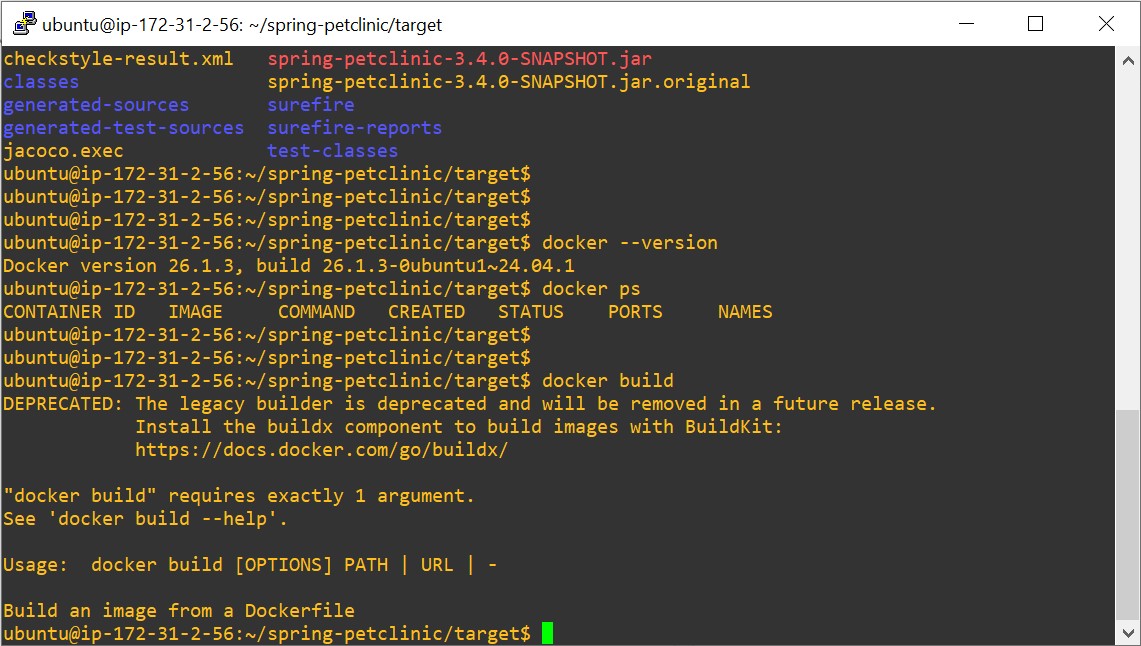 ubuntu@ip-172-31-2-56: ~/spring-petclinic/target
checkstyle-result.xml   spring-petclinic-3.4.0-SNAPSHOT.jar
classes                 spring-petclinic-3.4.0-SNAPSHOT.jar.original
generated-sources       surefire
generated-test-sources  surefire-reports
jacoco.exec             test-classes
ubuntu@ip-172-31-2-56:~/spring-petclinic/target$
ubuntu@ip-172-31-2-56:~/spring-petclinic/target$
ubuntu@ip-172-31-2-56:~/spring-petclinic/target$
ubuntu@ip-172-31-2-56:~/spring-petclinic/target$ docker --version
Docker version 26.1.3, build 26.1.3-0ubuntu1~24.04.1
ubuntu@ip-172-31-2-56:~/spring-petclinic/target$ docker ps
CONTAINER ID   IMAGE     COMMAND   CREATED   STATUS    PORTS     NAMES
ubuntu@ip-172-31-2-56:~/spring-petclinic/target$
ubuntu@ip-172-31-2-56:~/spring-petclinic/target$
ubuntu@ip-172-31-2-56:~/spring-petclinic/target$ docker build
DEPRECATED: The legacy builder is deprecated and will be removed in a future release.
            Install the buildx component to build images with BuildKit:
            https://docs.docker.com/go/buildx/
"docker build" requires exactly 1 argument.
See 'docker build --help'.
Usage:  docker build [OPTIONS] PATH | URL | -
Build an image from a Dockerfile
ubuntu@ip-172-31-2-56:~/spring-petclinic/target$